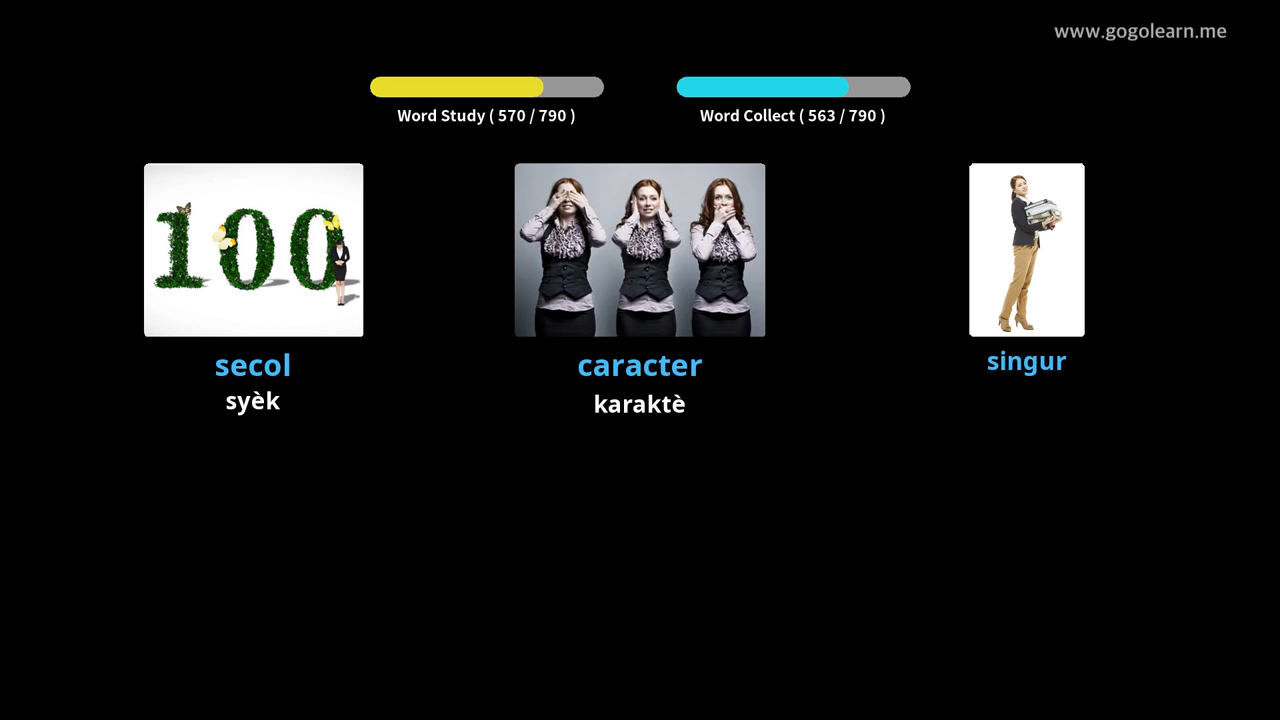 www.gogolearn.me
Word Study ( 570 / 790 )
Word Collect ( 563 / 790 )
100
secol
syèk
caracter
karaktè
singur